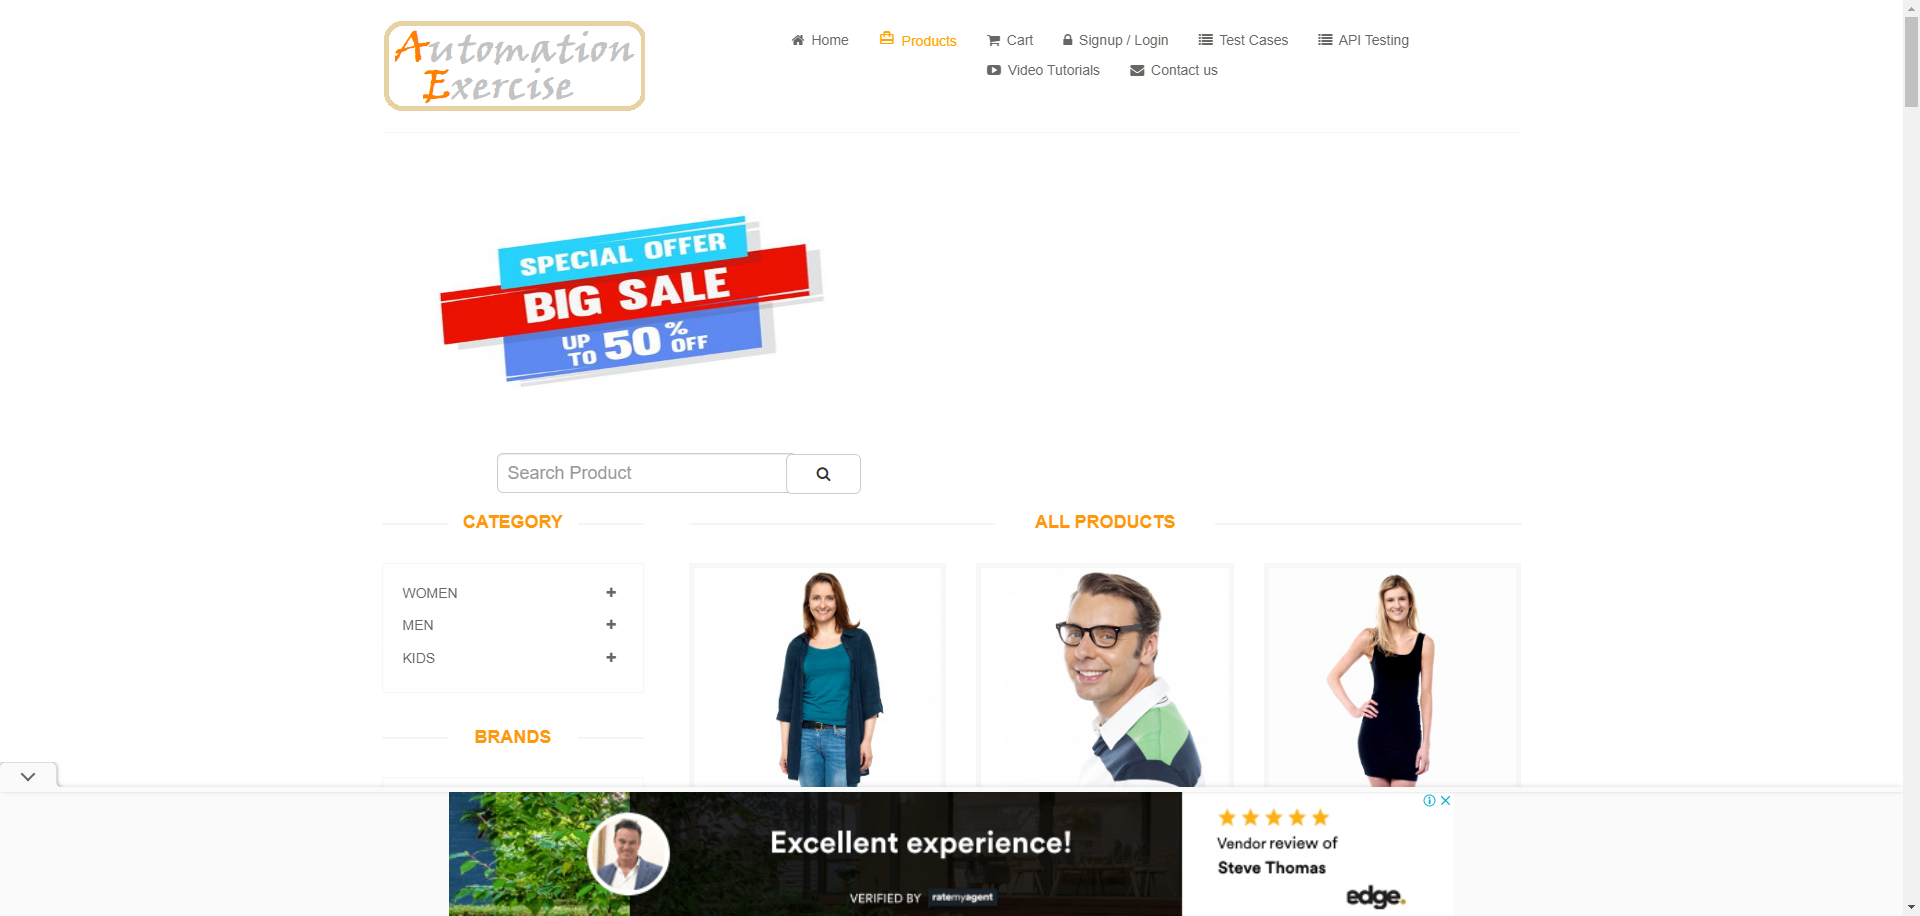 Automation
Exercise
Home
Products
Cart
Signup / Login
Test Cases
API Testing
Video Tutorials
Contact us
SPECIAL OFFER
BIG SALE
UP TO 50% OFF
Search Product
CATEGORY
ALL PRODUCTS
WOMEN
MEN
KIDS
BRANDS
Excellent experience!
VERIFIED BY ratemyagent
Vendor review of
Steve Thomas
edge.